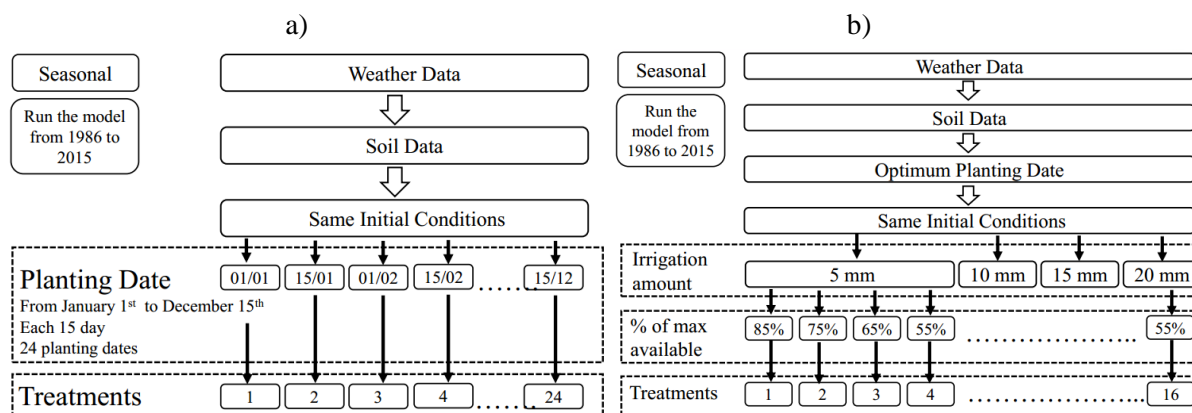 a)
Seasonal
Weather Data
Run the model
from 1986 to
2015
Soil Data
Same Initial Conditions
Planting Date
01/01 15/01 01/02 15/02 ....... 15/12
From January 1st to December 15th
Each 15 day
24 planting dates
Treatments
1 2 3 4 ....... 24
b)
Seasonal
Weather Data
Run the
model from
1986 to 2015
Soil Data
Optimum Planting Date
Same Initial Conditions
Irrigation
amount
5 mm 10 mm 15 mm 20 mm
% of max
available
85% 75% 65% 55% ........................ 55%
Treatments
1 2 3 4 ........................ 16